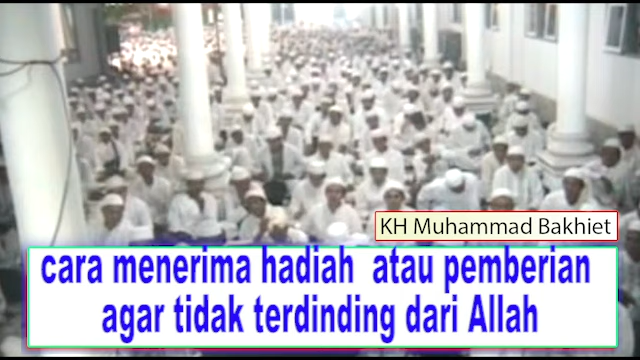 KH Muhammad Bakhiet
cara menerima hadiah atau pemberian
agar tidak terdinding dari Allah